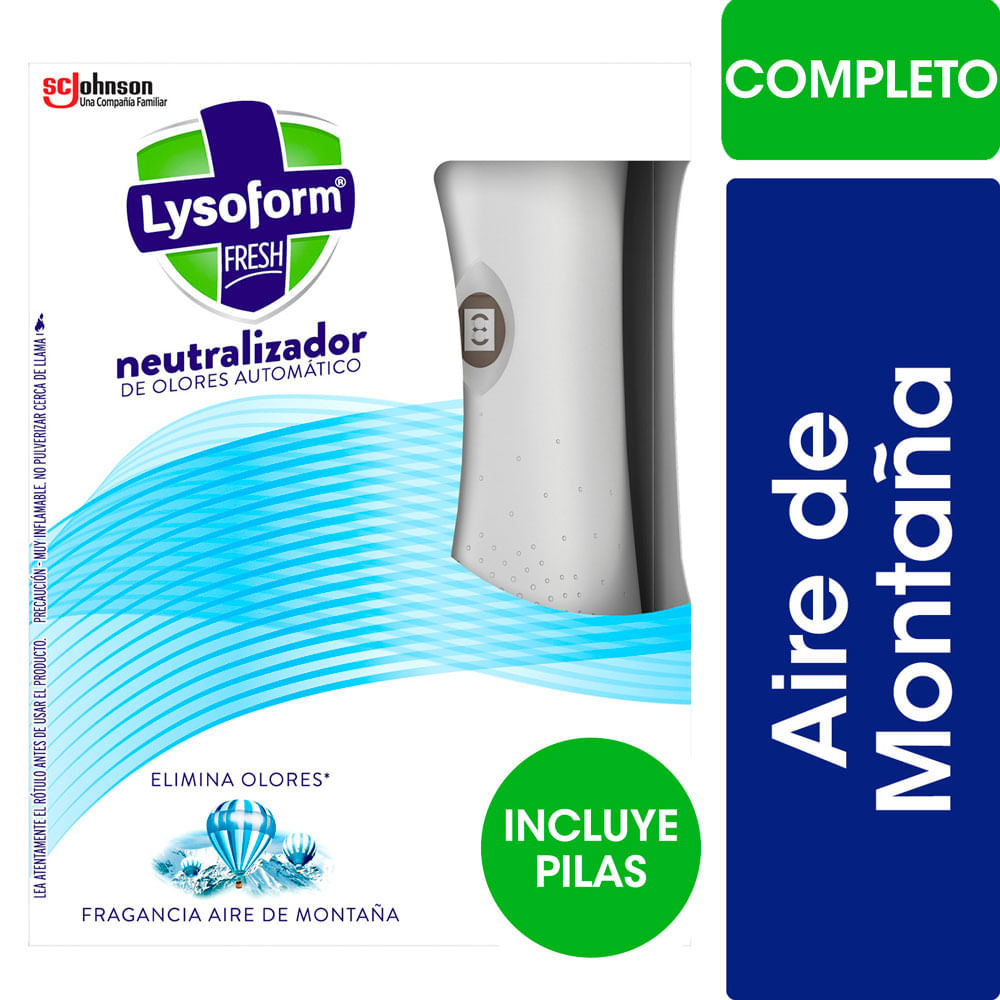 SCJohnson
Una Compañía Familiar
Lysoform®
FRESH
neutralizador
DE OLORES AUTOMÁTICO
LEA ATENTAMENTE EL RÓTULO ANTES DE USAR EL PRODUCTO. PRECAUCIÓN - MUY INFLAMABLE. NO PULVERIZAR CERCA DE LLAMA
ELIMINA OLORES*
FRAGANCIA AIRE DE MONTAÑA
INCLUYE
PILAS
COMPLETO
Aire de
Montaña